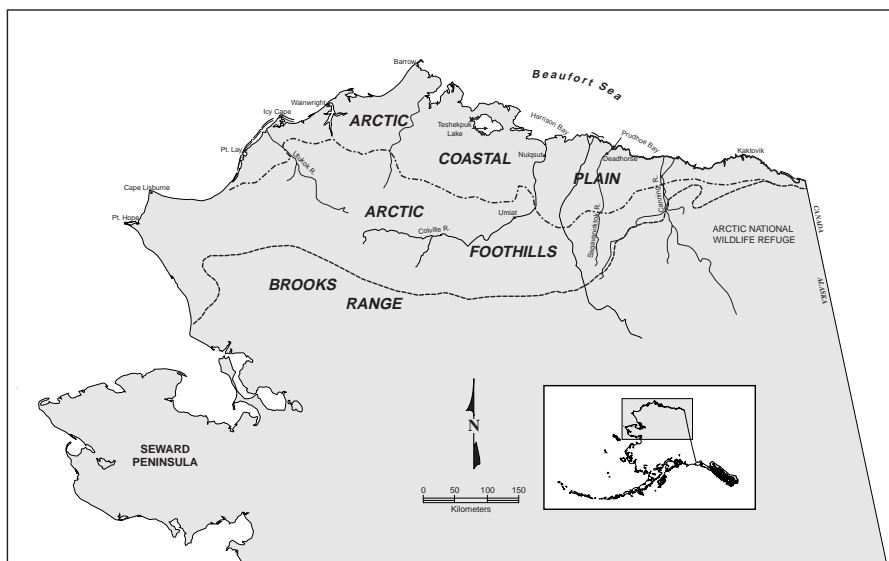 Barrow
Beaufort Sea
Wainwright
Icy Cape
ARCTIC
Teshekpuk
Lake
Harrison Bay
Prudhoe Bay
Pt. Lay
Utukok R.
COASTAL
Nuiqsut
Deadhorse
Kaktovik
PLAIN
Cape Lisburne
Canning R.
CANADA
ARCTIC
Umiat
Pt. Hope
Sagavanirktok R.
Colville R.
ARCTIC NATIONAL
WILDLIFE REFUGE
FOOTHILLS
BROOKS
RANGE
ALASKA
N
SEWARD
PENINSULA
0 50 100 150
Kilometers